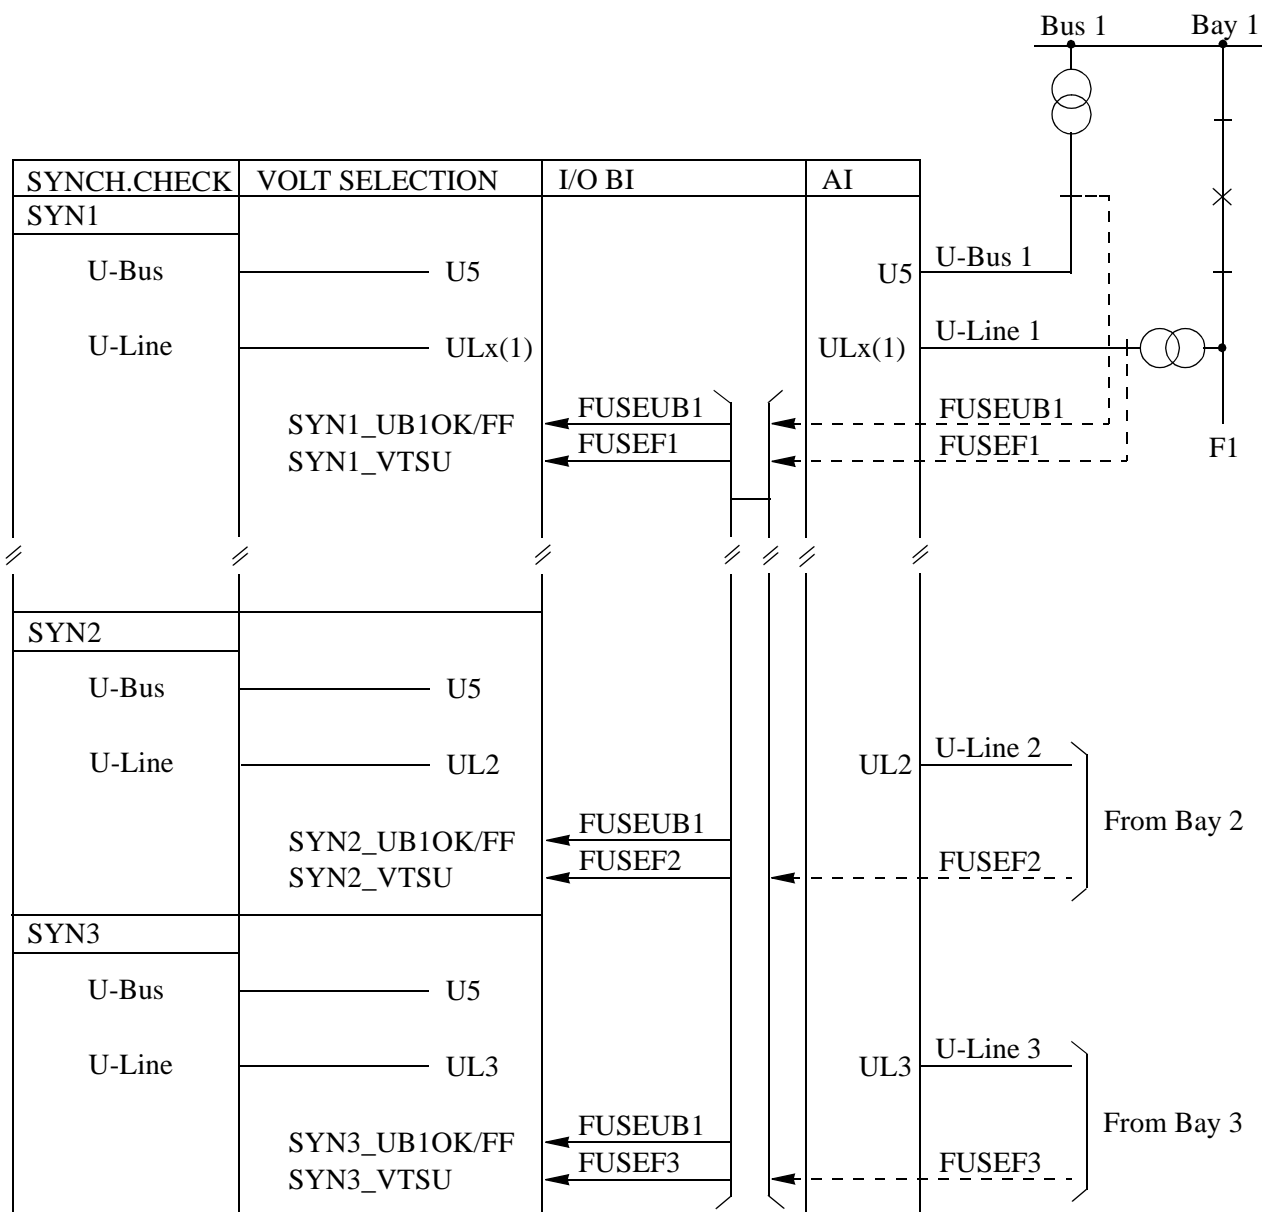 Bus 1 Bay 1
SYNCH.CHECK VOLT SELECTION I/O BI AI
SYN1
U-Bus U5 U5 U-Bus 1
U-Line ULx(1) ULx(1) U-Line 1
SYN1_UB1OK/FF FUSEUB1 FUSEUB1
SYN1_VTSU FUSEF1 FUSEF1 F1
SYN2
U-Bus U5
U-Line UL2 UL2 U-Line 2
From Bay 2
SYN2_UB1OK/FF FUSEUB1
SYN2_VTSU FUSEF2 FUSEF2
SYN3
U-Bus U5
U-Line UL3 UL3 U-Line 3
From Bay 3
SYN3_UB1OK/FF FUSEUB1
SYN3_VTSU FUSEF3 FUSEF3